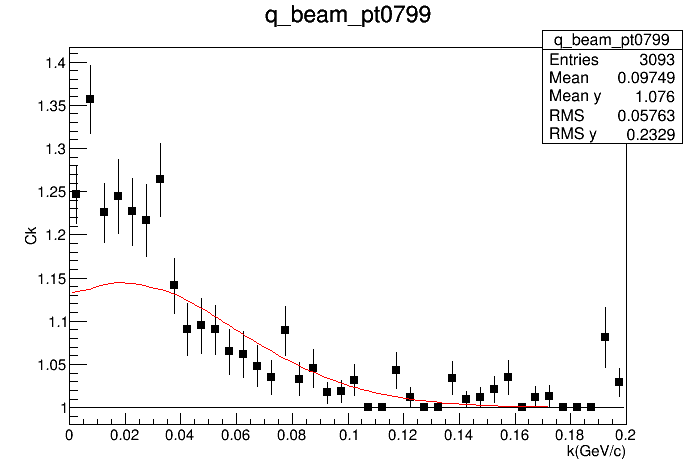 q_beam_pt0799
q_beam_pt0799
Entries 3093
Mean 0.09749
Mean y 1.076
RMS 0.05763
RMS y 0.2329
1.4
1.35
1.3
1.25
1.2
1.15
1.1
1.05
1
Ck
0 0.02 0.04 0.06 0.08 0.1 0.12 0.14 0.16 0.18 0.2
k(GeV/c)